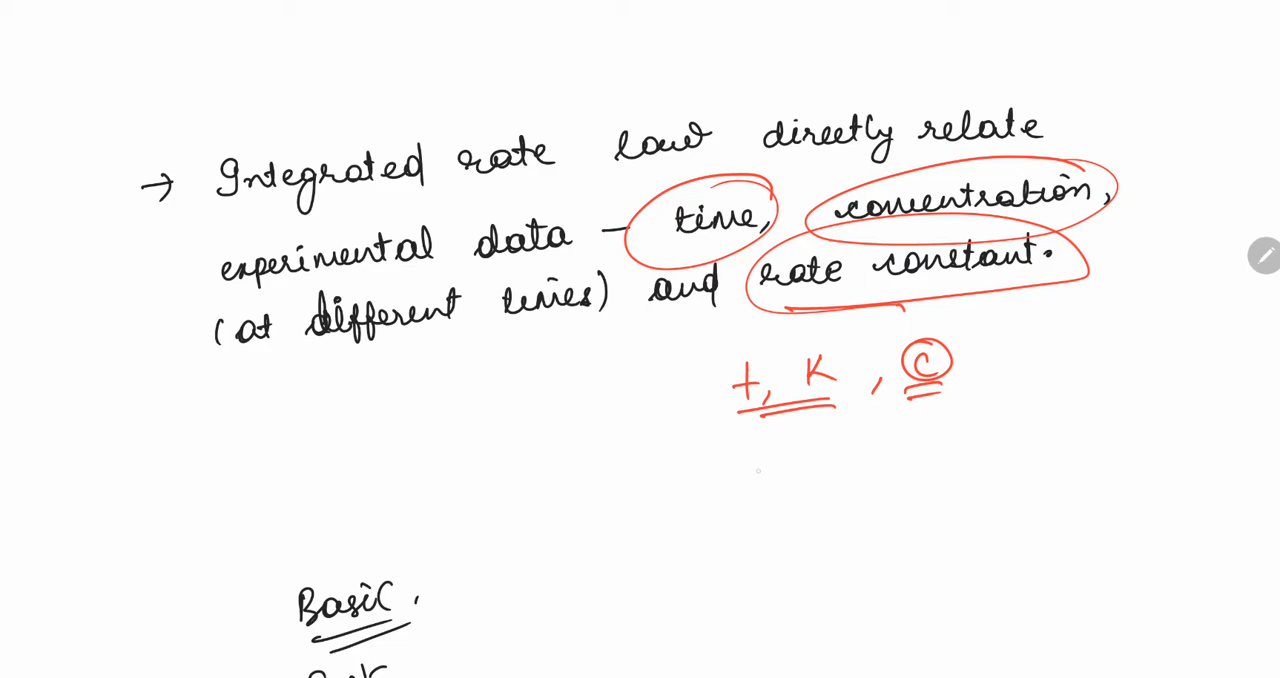 → Integrated rate law directly relate
experimental data - time, concentration,
(at different times) and rate constant.
t, K, C
Basic.